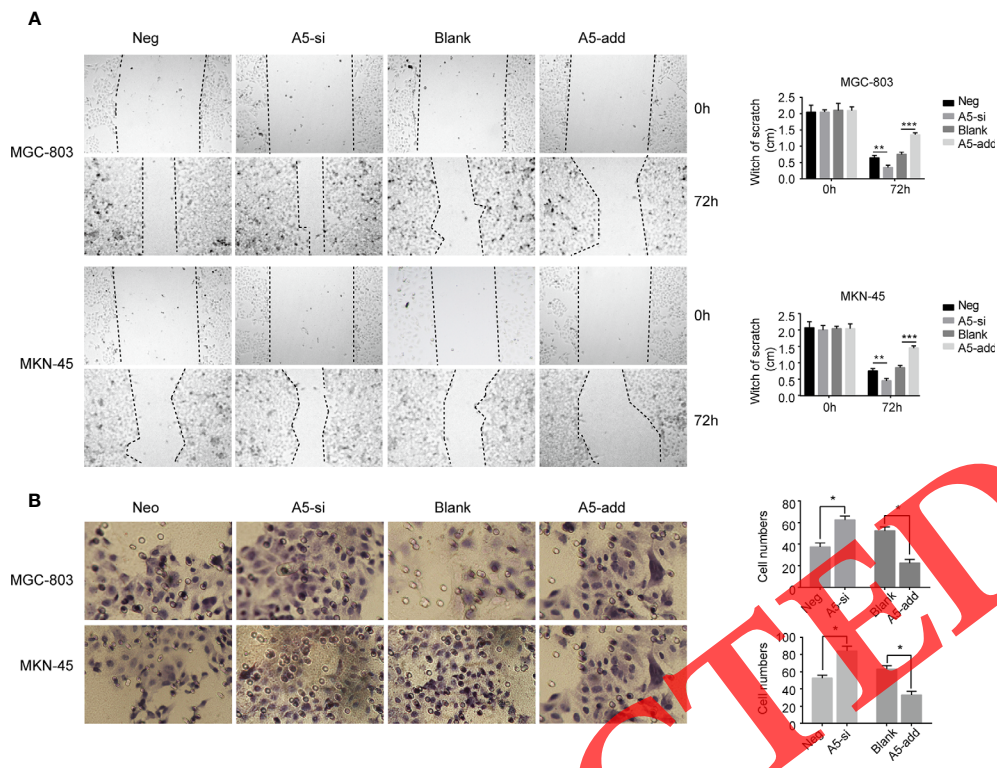 A
Neg A5-si Blank A5-add
MGC-803
0h
72h
MKN-45
0h
72h
MGC-803
Witch of scratch
(cm)
2.5
2.0
1.5
1.0
0.5
0.0
** ***
0h 72h
Neg
A5-si
Blank
A5-add
MKN-45
Witch of scratch
(cm)
2.5
2.0
1.5
1.0
0.5
0.0
** ***
0h 72h
Neg
A5-si
Blank
A5-add
B
Neo A5-si Blank A5-add
MGC-803
MKN-45
Cell numbers
80
60
40
20
0
* *
Neg A5-si Blank A5-add
Cell numbers
100
80
60
40
20
0
* *
Neg A5-si Blank A5-add
CTED